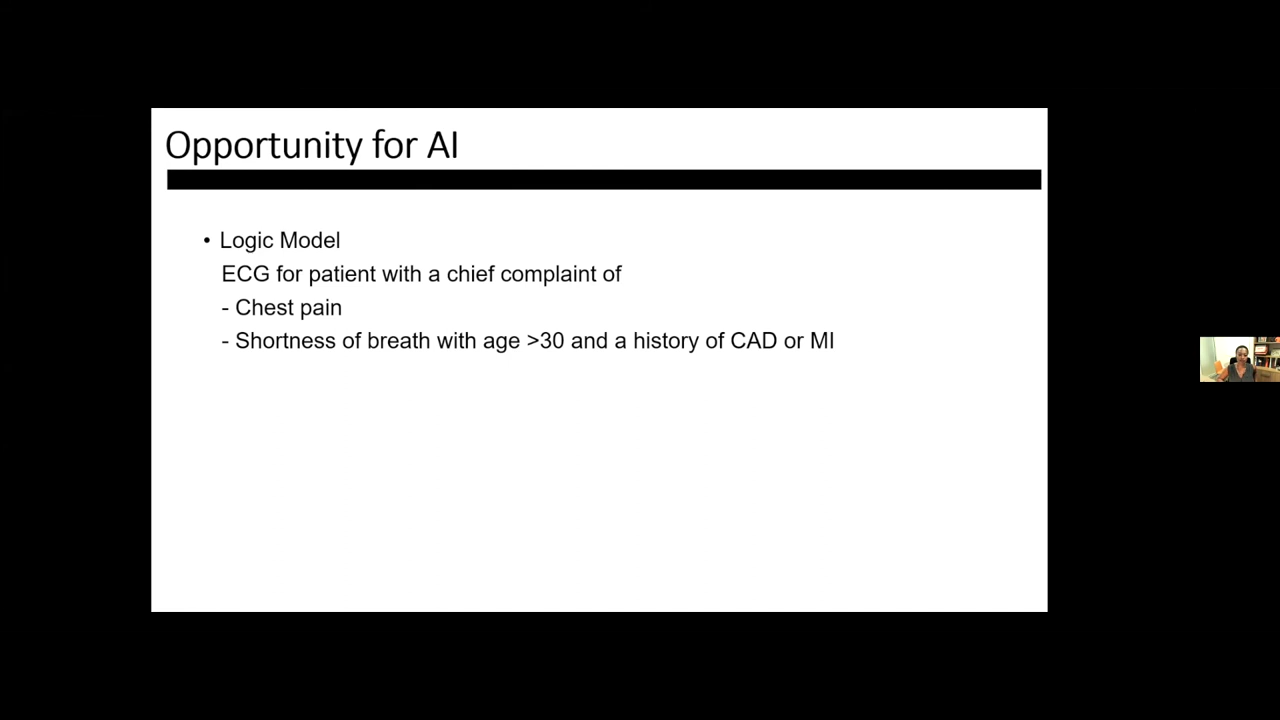 Opportunity for AI
• Logic Model
ECG for patient with a chief complaint of
- Chest pain
- Shortness of breath with age >30 and a history of CAD or MI